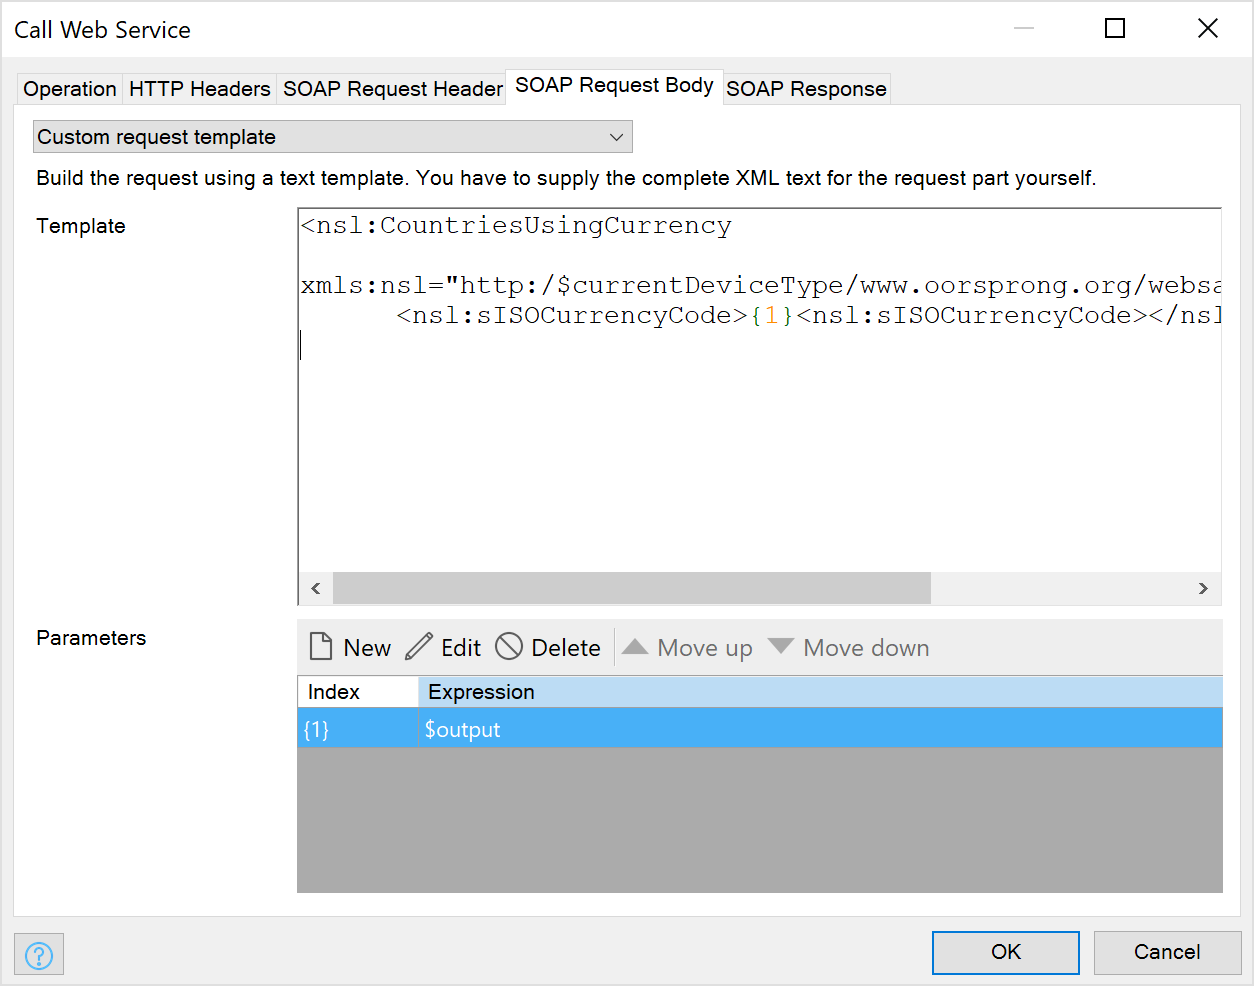 Call Web Service
Operation HTTP Headers SOAP Request Header SOAP Request Body SOAP Response
Custom request template
Build the request using a text template. You have to supply the complete XML text for the request part yourself.
Template
<nsl:CountriesUsingCurrency
xmls:nsl="http:/$currentDeviceType/www.oorsprong.org/websa
<nsl:sISOCurrencyCode>{1}<nsl:sISOCurrencyCode></nsl
Parameters
New Edit Delete Move up Move down
Index Expression
{1} $output
?
OK Cancel